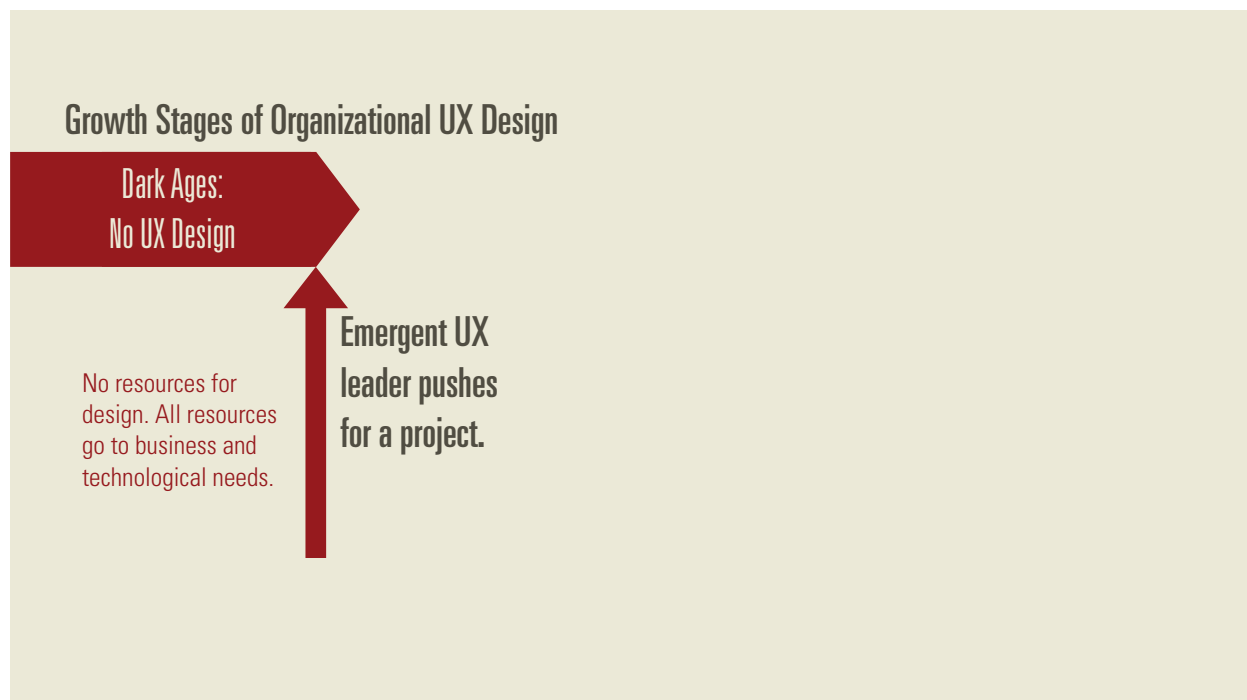 Growth Stages of Organizational UX Design
Dark Ages:
No UX Design
Emergent UX
leader pushes
for a project.
No resources for
design. All resources
go to business and
technological needs.